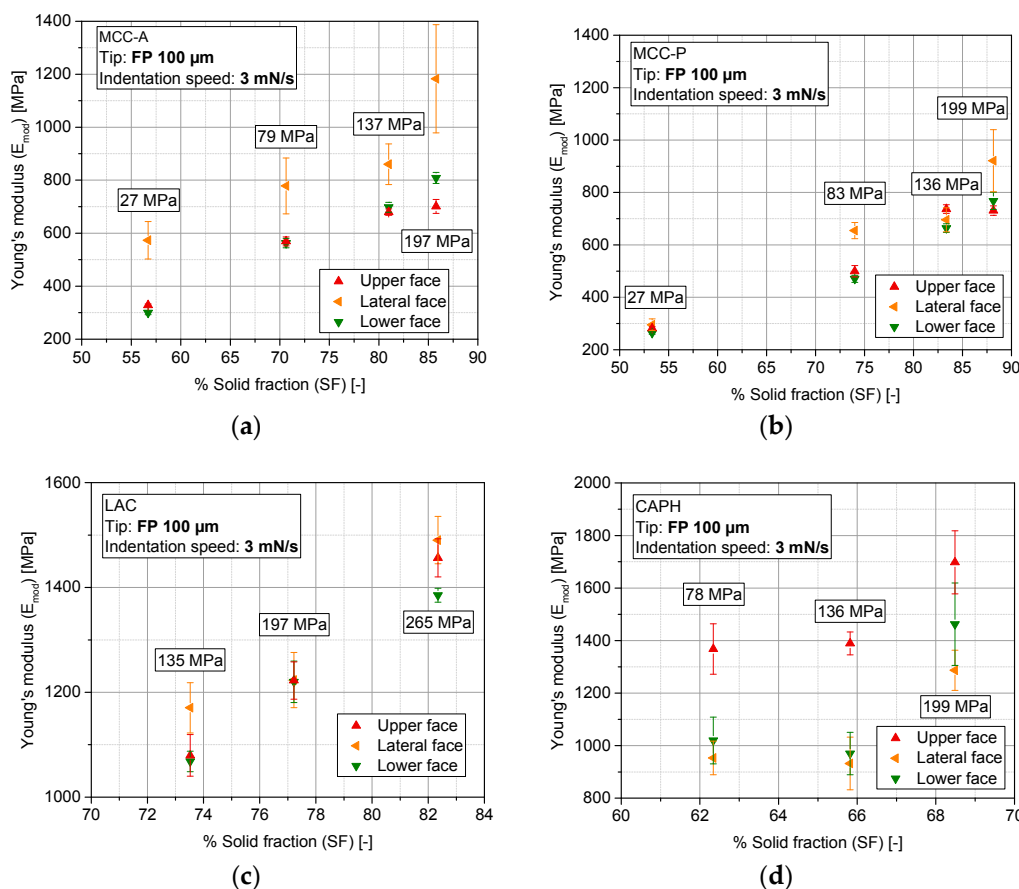 1400
1200
1000
800
600
400
200
Young's modulus (E_mod) [MPa]
MCC-A
Tip: FP 100 µm
Indentation speed: 3 mN/s
27 MPa
79 MPa
137 MPa
197 MPa
Upper face
Lateral face
Lower face
50 55 60 65 70 75 80 85 90
% Solid fraction (SF) [-]
(a)
1400
1200
1000
800
600
400
200
Young's modulus (E_mod) [MPa]
MCC-P
Tip: FP 100 µm
Indentation speed: 3 mN/s
27 MPa
83 MPa
136 MPa
199 MPa
Upper face
Lateral face
Lower face
50 55 60 65 70 75 80 85 90
% Solid fraction (SF) [-]
(b)
1600
1400
1200
1000
Young's modulus (E_mod) [MPa]
LAC
Tip: FP 100 µm
Indentation speed: 3 mN/s
135 MPa
197 MPa
265 MPa
Upper face
Lateral face
Lower face
70 72 74 76 78 80 82 84
% Solid fraction (SF) [-]
(c)
2000
1800
1600
1400
1200
1000
800
Young's modulus (E_mod) [MPa]
CAPH
Tip: FP 100 µm
Indentation speed: 3 mN/s
78 MPa
136 MPa
199 MPa
Upper face
Lateral face
Lower face
60 62 64 66 68 70
% Solid fraction (SF) [-]
(d)